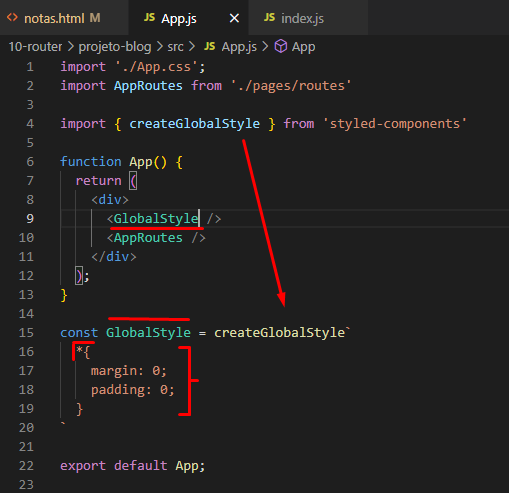 notas.html M App.js index.js
10-router > projeto-blog > src > App.js > App
1 import './App.css';
2 import AppRoutes from './pages/routes'
3
4 import { createGlobalStyle } from 'styled-components'
5
6 function App() {
7 return (
8 <div>
9 <GlobalStyle />
10 <AppRoutes />
11 </div>
12 );
13 }
14
15 const GlobalStyle = createGlobalStyle`
16 *{
17 margin: 0;
18 padding: 0;
19 }
20 `
21
22 export default App;
23